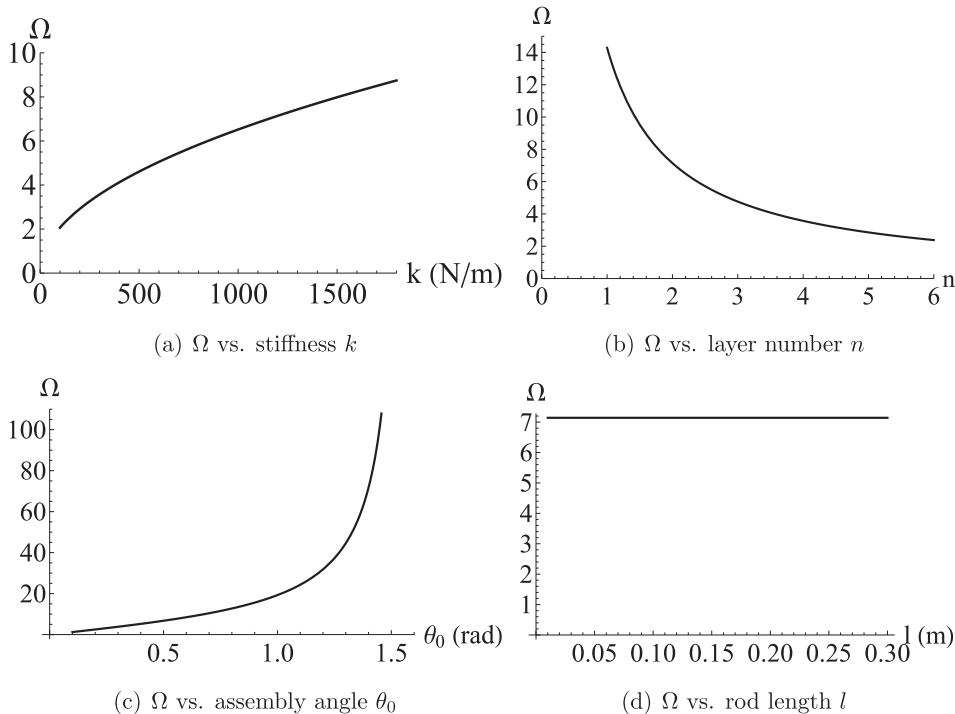 Ω
10
8
6
4
2
0
0 500 1000 1500 k (N/m)
(a) Ω vs. stiffness k
Ω
14
12
10
8
6
4
2
0
0 1 2 3 4 5 6 n
(b) Ω vs. layer number n
Ω
100
80
60
40
20
0.5 1.0 1.5 θ0 (rad)
(c) Ω vs. assembly angle θ0
Ω
7
6
5
4
3
2
1
0
0.05 0.10 0.15 0.20 0.25 0.30 l (m)
(d) Ω vs. rod length l